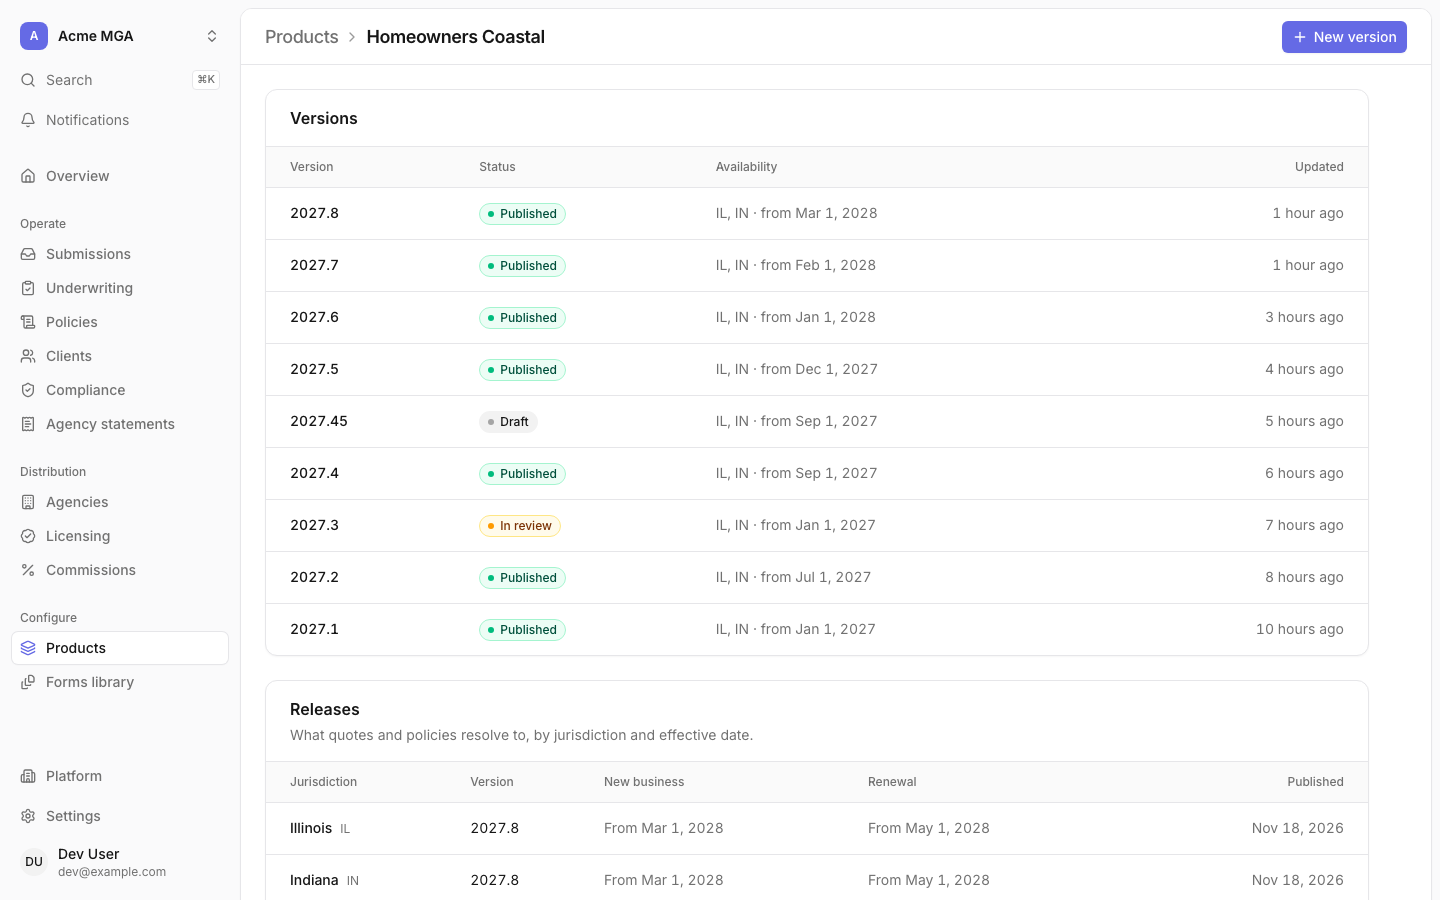 A Acme MGA
Search ⌘K
Notifications
Overview
Operate
Submissions
Underwriting
Policies
Clients
Compliance
Agency statements
Distribution
Agencies
Licensing
Commissions
Configure
Products
Forms library
Platform
Settings
DU Dev User
dev@example.com
Products > Homeowners Coastal
+ New version
Versions
Version Status Availability Updated
2027.8 Published IL, IN · from Mar 1, 2028 1 hour ago
2027.7 Published IL, IN · from Feb 1, 2028 1 hour ago
2027.6 Published IL, IN · from Jan 1, 2028 3 hours ago
2027.5 Published IL, IN · from Dec 1, 2027 4 hours ago
2027.45 Draft IL, IN · from Sep 1, 2027 5 hours ago
2027.4 Published IL, IN · from Sep 1, 2027 6 hours ago
2027.3 In review IL, IN · from Jan 1, 2027 7 hours ago
2027.2 Published IL, IN · from Jul 1, 2027 8 hours ago
2027.1 Published IL, IN · from Jan 1, 2027 10 hours ago
Releases
What quotes and policies resolve to, by jurisdiction and effective date.
Jurisdiction Version New business Renewal Published
Illinois IL 2027.8 From Mar 1, 2028 From May 1, 2028 Nov 18, 2026
Indiana IN 2027.8 From Mar 1, 2028 From May 1, 2028 Nov 18, 2026